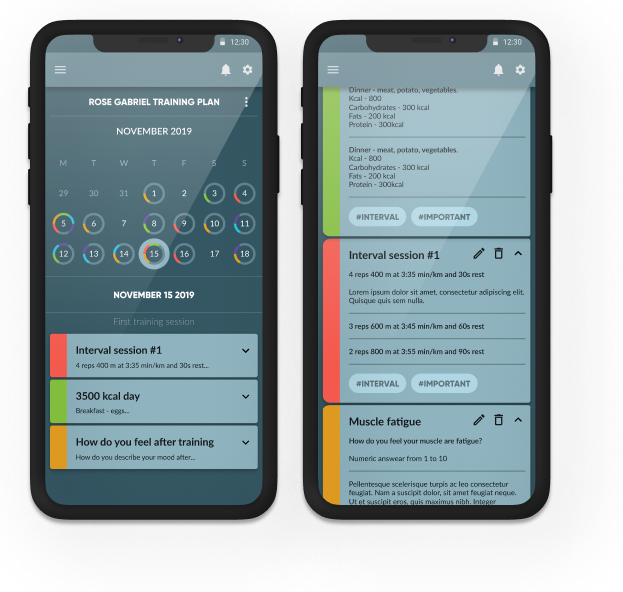 12:30
ROSE GABRIEL TRAINING PLAN
NOVEMBER 2019
M T W T F S S
29 30 31 1 2 3 4
5 6 7 8 9 10 11
12 13 14 15 16 17 18
NOVEMBER 15 2019
First training session
Interval session #1
4 reps 400 m at 3:35 min/km and 30s rest...
3500 kcal day
Breakfast - eggs...
How do you feel after training
How do you describe your mood after...
12:30
Dinner - meat, potato, vegetables.
Kcal - 800
Carbohydrates - 300 kcal
Fats - 200 kcal
Protein - 300kcal
Dinner - meat, potato, vegetables.
Kcal - 800
Carbohydrates - 300 kcal
Fats - 200 kcal
Protein - 300kcal
#INTERVAL #IMPORTANT
Interval session #1
4 reps 400 m at 3:35 min/km and 30s rest
Lorem ipsum dolor sit amet, consectetur adipiscing elit.
Quisque quis sem nulla.
3 reps 600 m at 3:45 min/km and 60s rest
2 reps 800 m at 3:55 min/km and 90s rest
#INTERVAL #IMPORTANT
Muscle fatigue
How do you feel your muscle are fatigue?
Numeric answear from 1 to 10
Pellentesque scelerisque turpis ac leo consectetur
feugiat. Nam a suscipit dolor, sit amet feugiat neque.
Ut et suscipit eros, quis maximus nibh. Integer